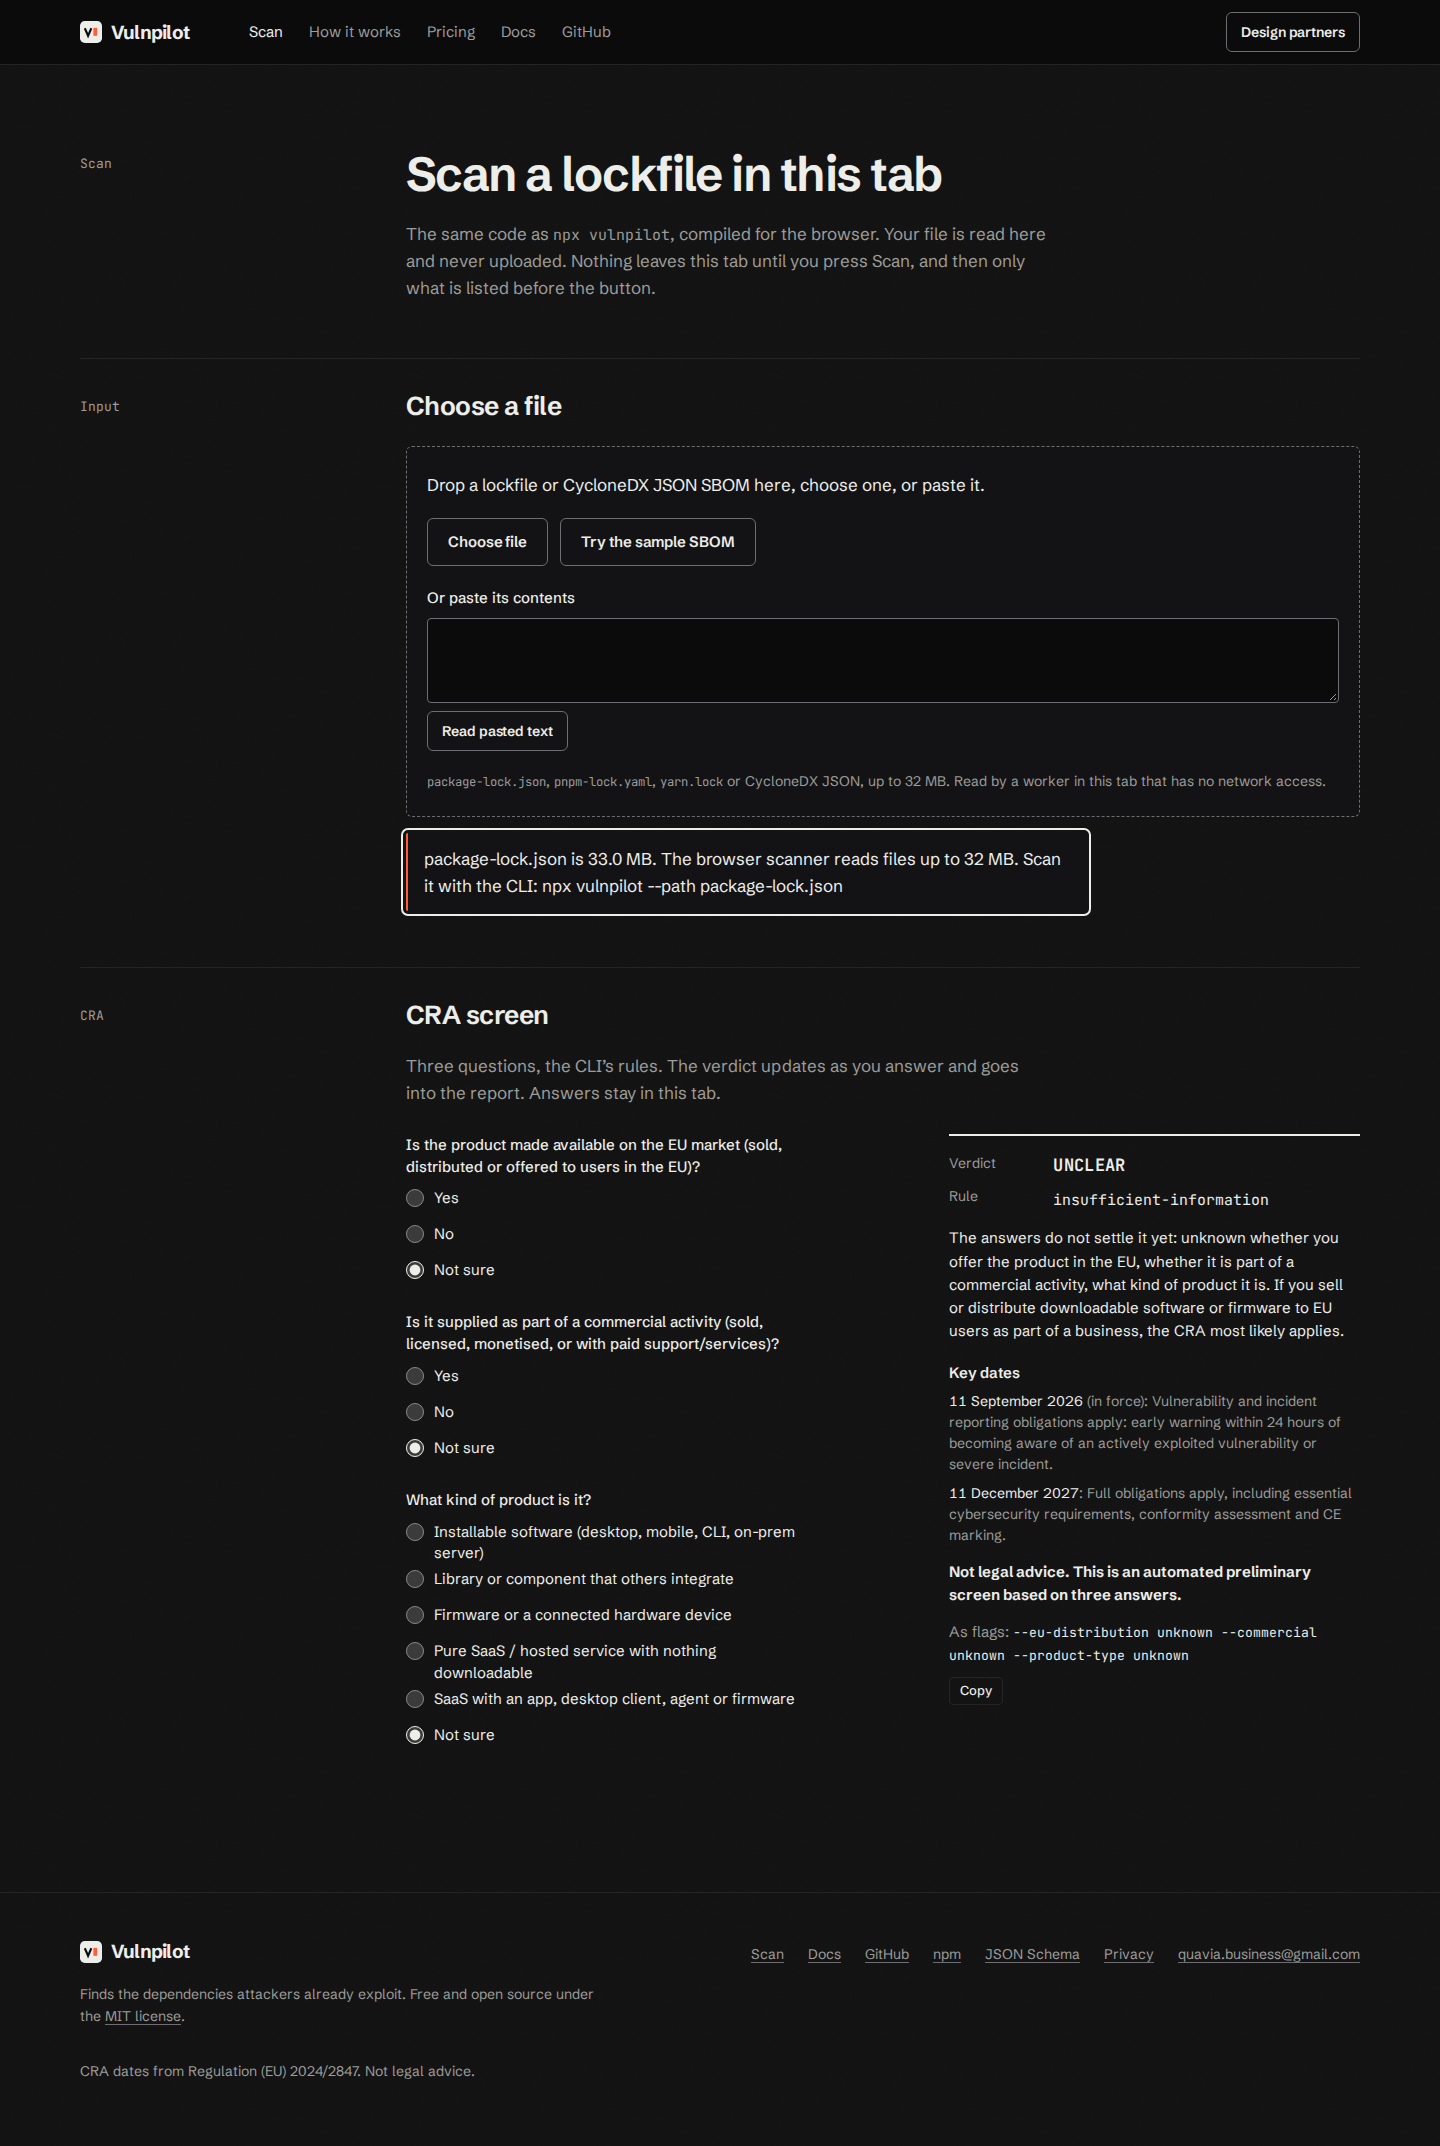 Vulnpilot
Scan How it works Pricing Docs GitHub
Design partners
Scan
Scan a lockfile in this tab
The same code as npx vulnpilot, compiled for the browser. Your file is read here
and never uploaded. Nothing leaves this tab until you press Scan, and then only
what is listed before the button.
Input
Choose a file
Drop a lockfile or CycloneDX JSON SBOM here, choose one, or paste it.
Choose file
Try the sample SBOM
Or paste its contents
Read pasted text
package-lock.json, pnpm-lock.yaml, yarn.lock or CycloneDX JSON, up to 32 MB. Read by a worker in this tab that has no network access.
package-lock.json is 33.0 MB. The browser scanner reads files up to 32 MB. Scan
it with the CLI: npx vulnpilot --path package-lock.json
CRA
CRA screen
Three questions, the CLI’s rules. The verdict updates as you answer and goes
into the report. Answers stay in this tab.
Is the product made available on the EU market (sold,
distributed or offered to users in the EU)?
Yes
No
Not sure
Is it supplied as part of a commercial activity (sold,
licensed, monetised, or with paid support/services)?
Yes
No
Not sure
What kind of product is it?
Installable software (desktop, mobile, CLI, on-prem
server)
Library or component that others integrate
Firmware or a connected hardware device
Pure SaaS / hosted service with nothing
downloadable
SaaS with an app, desktop client, agent or firmware
Not sure
Verdict UNCLEAR
Rule insufficient-information
The answers do not settle it yet: unknown whether you
offer the product in the EU, whether it is part of a
commercial activity, what kind of product it is. If you sell
or distribute downloadable software or firmware to EU
users as part of a business, the CRA most likely applies.
Key dates
11 September 2026 (in force): Vulnerability and incident
reporting obligations apply: early warning within 24 hours of
becoming aware of an actively exploited vulnerability or
severe incident.
11 December 2027: Full obligations apply, including essential
cybersecurity requirements, conformity assessment and CE
marking.
Not legal advice. This is an automated preliminary
screen based on three answers.
As flags: --eu-distribution unknown --commercial
unknown --product-type unknown
Copy
Vulnpilot
Scan Docs GitHub npm JSON Schema Privacy quavia.business@gmail.com
Finds the dependencies attackers already exploit. Free and open source under
the MIT license.
CRA dates from Regulation (EU) 2024/2847. Not legal advice.